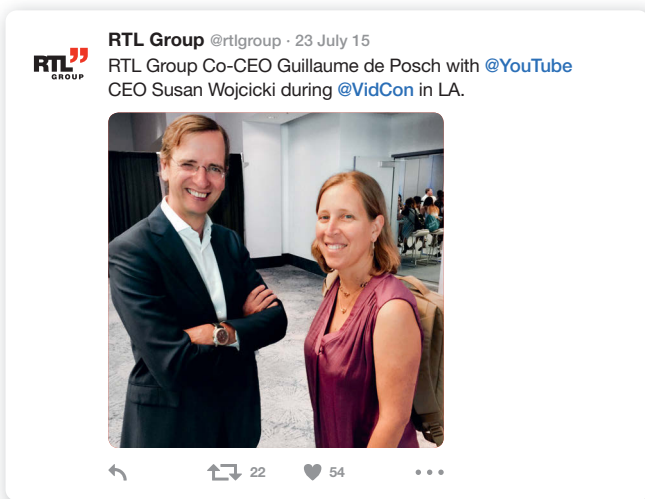 RTL Group @rtlgroup · 23 July 15
RTL Group Co-CEO Guillaume de Posch with @YouTube
CEO Susan Wojcicki during @VidCon in LA.
RTL
GROUP
22 54